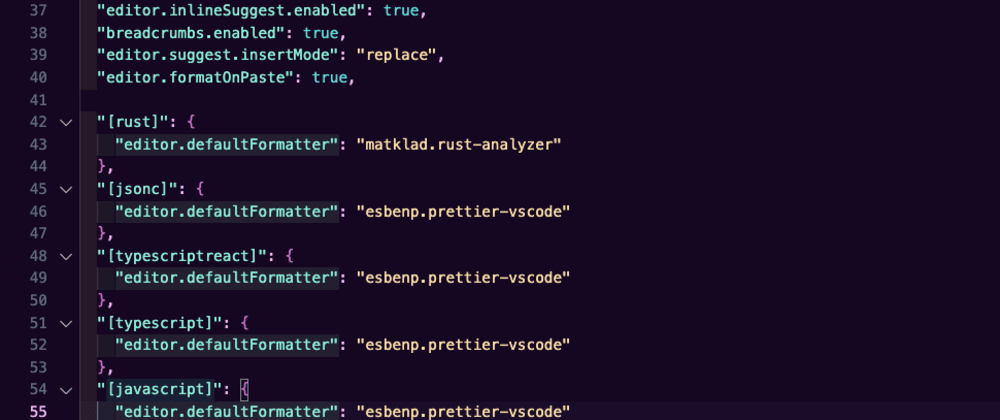 37 "editor.inlineSuggest.enabled": true,
38 "breadcrumbs.enabled": true,
39 "editor.suggest.insertMode": "replace",
40 "editor.formatOnPaste": true,
41
42 "[rust]": {
43 "editor.defaultFormatter": "matklad.rust-analyzer"
44 },
45 "[jsonc]": {
46 "editor.defaultFormatter": "esbenp.prettier-vscode"
47 },
48 "[typescriptreact]": {
49 "editor.defaultFormatter": "esbenp.prettier-vscode"
50 },
51 "[typescript]": {
52 "editor.defaultFormatter": "esbenp.prettier-vscode"
53 },
54 "[javascript]": {
55 "editor.defaultFormatter": "esbenp.prettier-vscode"